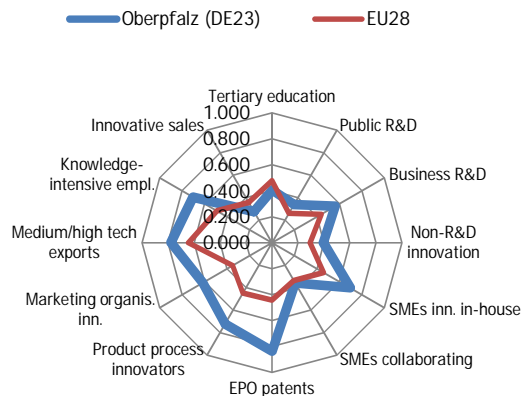 Oberpfalz (DE23) EU28
Tertiary education
1.000
0.800
0.600
0.400
0.200
0.000
Public R&D
Business R&D
Non-R&D
innovation
SMEs inn. in-house
SMEs collaborating
EPO patents
Product process
innovators
Marketing organis.
inn.
Medium/high tech
exports
Knowledge-
intensive empl.
Innovative sales